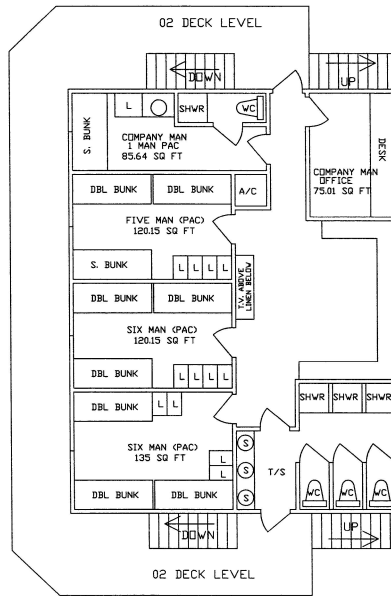 02 DECK LEVEL
DOWN
UP
L
SHWR
WC
S. BUNK
COMPANY MAN
1 MAN PAC
85.64 SQ FT
DESK
COMPANY MAN
OFFICE
75.01 SQ FT
DBL BUNK
DBL BUNK
A/C
FIVE MAN (PAC)
120.15 SQ FT
S. BUNK
L L L L
T.V. ABOVE
LINEN BELOW
DBL BUNK
DBL BUNK
SIX MAN (PAC)
120.15 SQ FT
DBL BUNK
L L L L
DBL BUNK
L L
SHWR SHWR SHWR
SIX MAN (PAC)
135 SQ FT
L
L
S
S
S
T/S
DBL BUNK
DBL BUNK
WC WC WC
DOWN
UP
02 DECK LEVEL